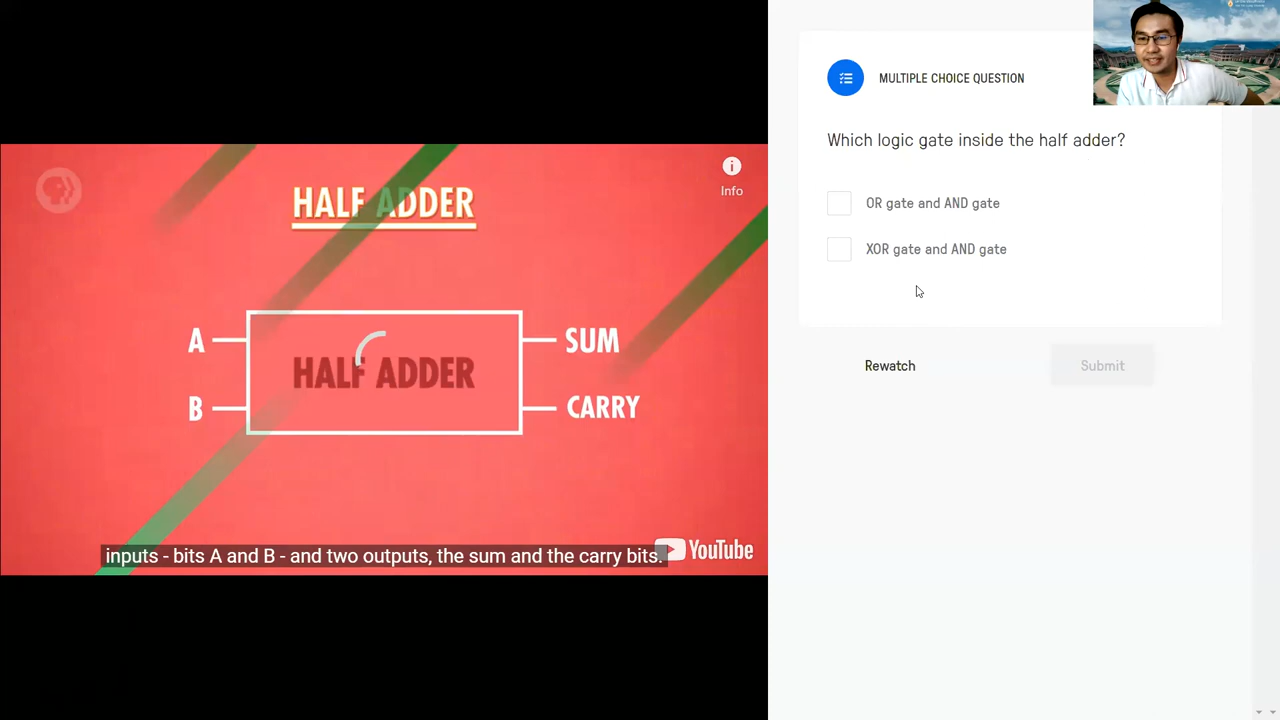 HALF ADDER
Info
A
B
HALF ADDER
SUM
CARRY
inputs - bits A and B - and two outputs, the sum and the carry bits.
YouTube
MULTIPLE CHOICE QUESTION
Which logic gate inside the half adder?
OR gate and AND gate
XOR gate and AND gate
Rewatch
Submit